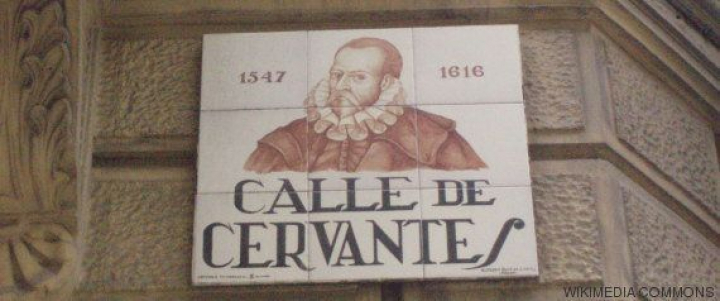 1547 1616
CALLE DE
CERVANTES
WIKIMEDIA COMMONS